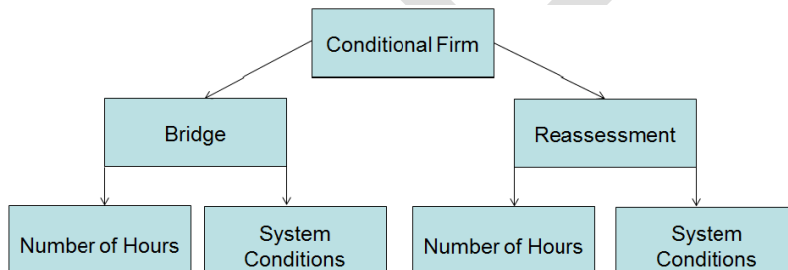 Conditional Firm
Bridge
Reassessment
Number of Hours
System
Conditions
Number of Hours
System
Conditions